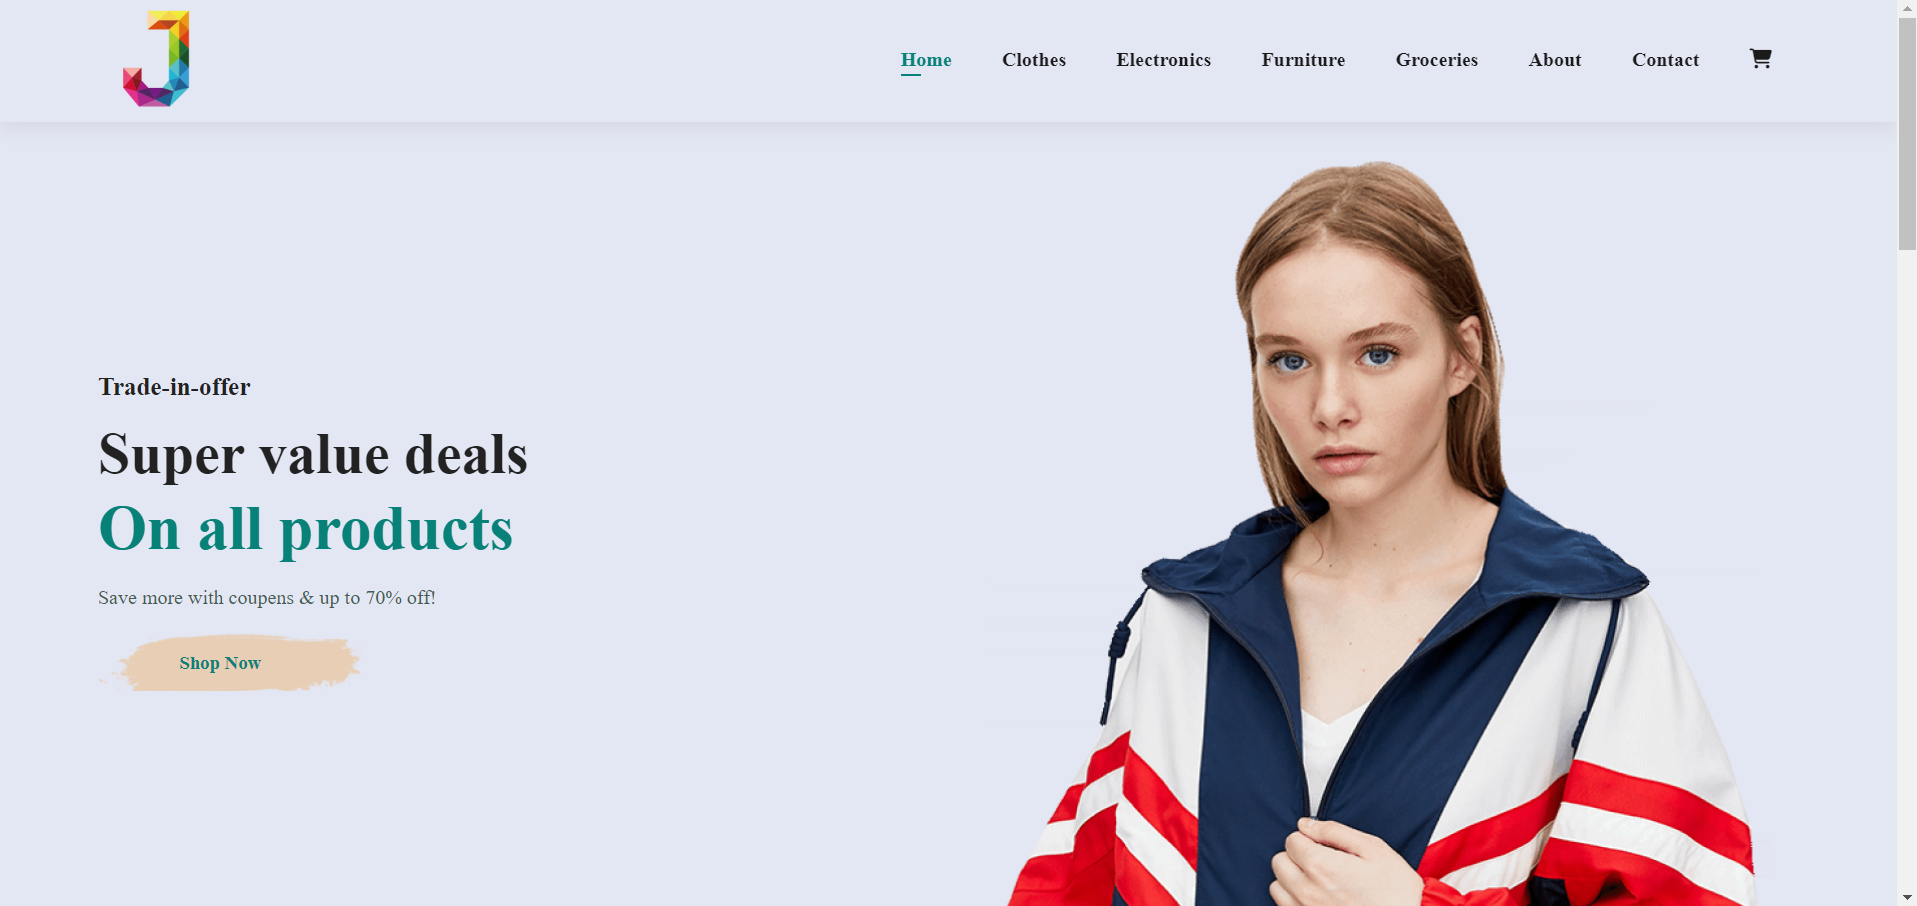 J
Home Clothes Electronics Furniture Groceries About Contact
Trade-in-offer
Super value deals
On all products
Save more with coupens & up to 70% off!
Shop Now